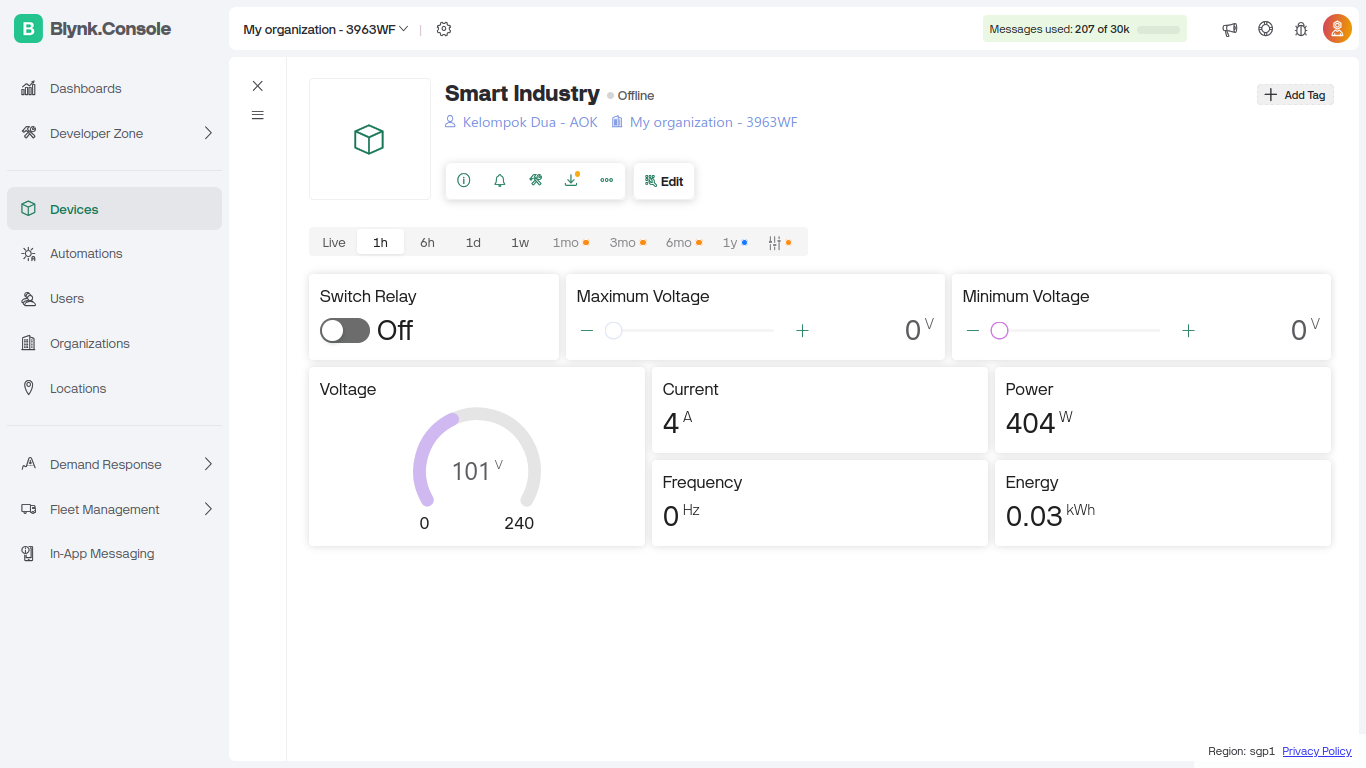 B Blynk.Console
My organization - 3963WF
Messages used: 207 of 30k
Dashboards
Developer Zone
Devices
Automations
Users
Organizations
Locations
Demand Response
Fleet Management
In-App Messaging
Smart Industry Offline
Kelompok Dua - AOK My organization - 3963WF
Add Tag
Edit
Live 1h 6h 1d 1w 1mo 3mo 6mo 1y
Switch Relay
Off
Maximum Voltage
0 V
Minimum Voltage
0 V
Voltage
101 V
0 240
Current
4 A
Power
404 W
Frequency
0 Hz
Energy
0.03 kWh
Region: sgp1 Privacy Policy